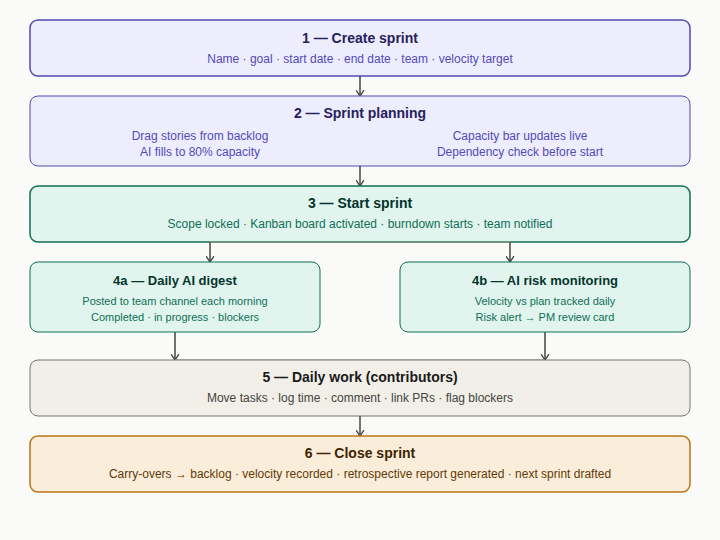 1 — Create sprint
Name · goal · start date · end date · team · velocity target
2 — Sprint planning
Drag stories from backlog
AI fills to 80% capacity
Capacity bar updates live
Dependency check before start
3 — Start sprint
Scope locked · Kanban board activated · burndown starts · team notified
4a — Daily AI digest
Posted to team channel each morning
Completed · in progress · blockers
4b — AI risk monitoring
Velocity vs plan tracked daily
Risk alert → PM review card
5 — Daily work (contributors)
Move tasks · log time · comment · link PRs · flag blockers
6 — Close sprint
Carry-overs → backlog · velocity recorded · retrospective report generated · next sprint drafted